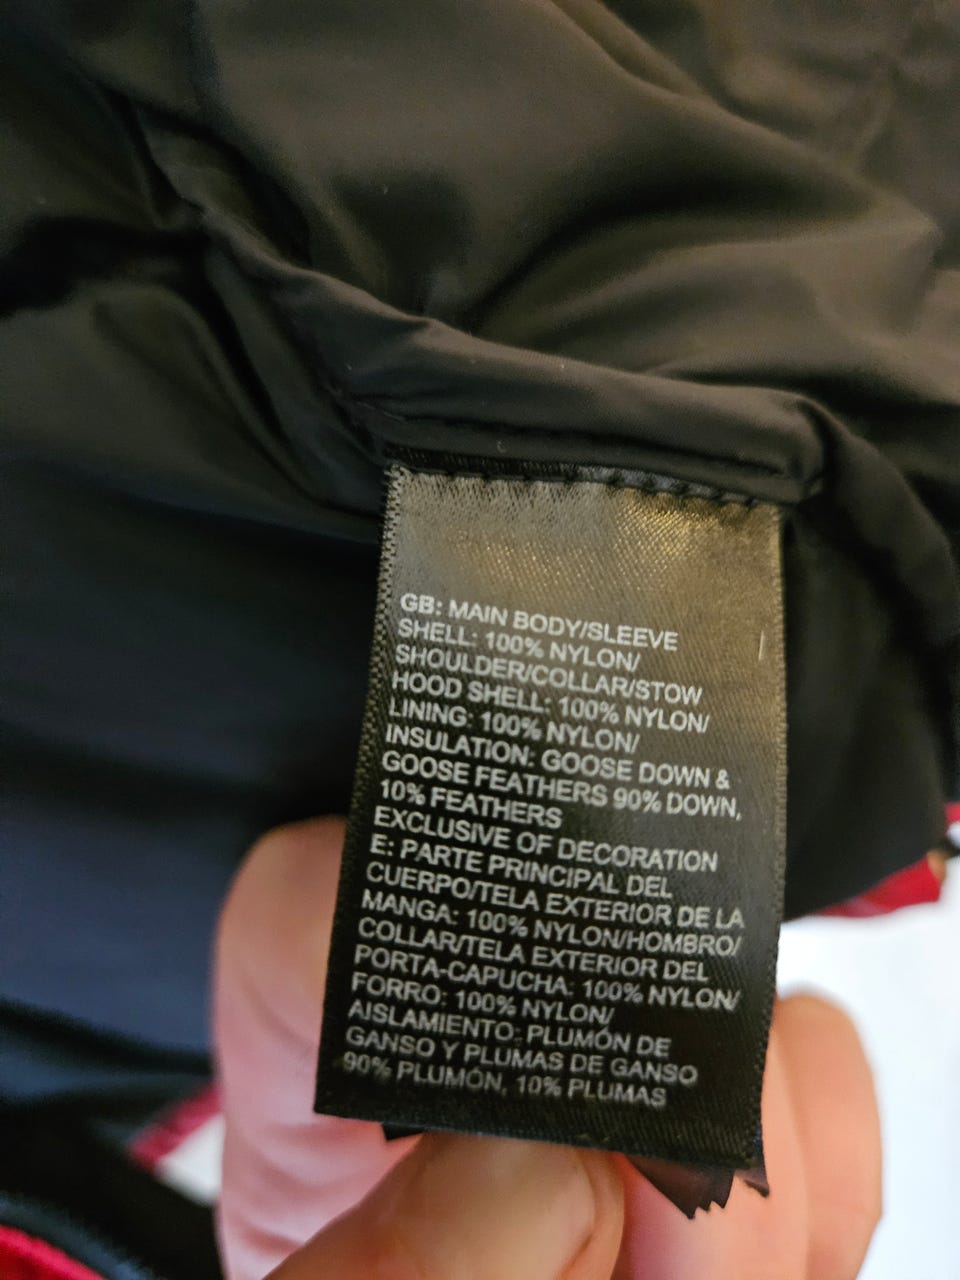 GB: MAIN BODY/SLEEVE
SHELL: 100% NYLON/
SHOULDER/COLLAR/STOW
HOOD SHELL: 100% NYLON/
LINING: 100% NYLON/
INSULATION: GOOSE DOWN &
GOOSE FEATHERS 90% DOWN,
10% FEATHERS
EXCLUSIVE OF DECORATION
E: PARTE PRINCIPAL DEL
CUERPO/TELA EXTERIOR DE LA
MANGA: 100% NYLON/HOMBRO/
COLLAR/TELA EXTERIOR DEL
PORTA-CAPUCHA: 100% NYLON/
FORRO: 100% NYLON/
AISLAMIENTO: PLUMÓN DE
GANSO Y PLUMAS DE GANSO
90% PLUMÓN, 10% PLUMAS